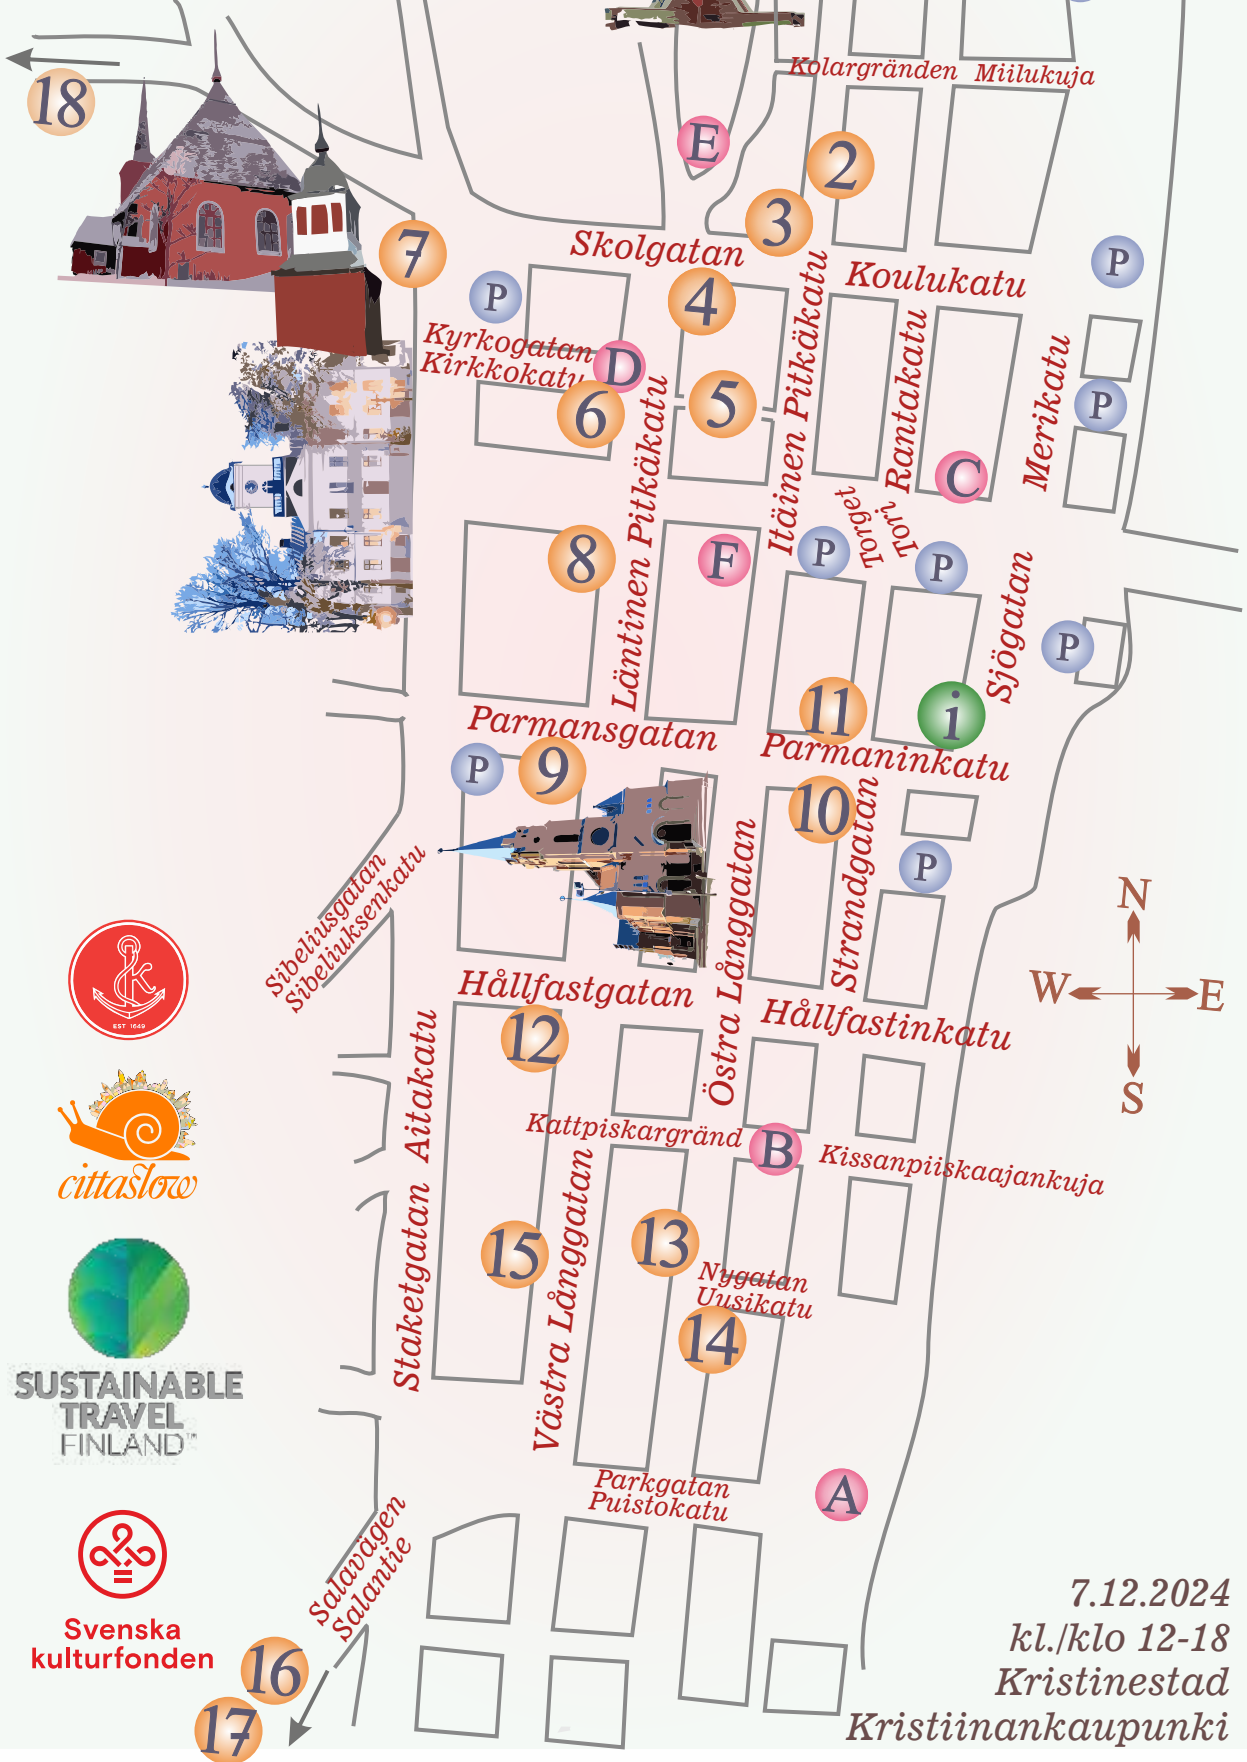 Kolargränden Miilukuja
18
E
2
3
7
Skolgatan
Koulukatu
P
P
4
Kyrkogatan
Kirkkokatu
D
6
5
P
Läntinen Pitkäkatu
Itäinen Pitkäkatu
Rantakatu
Merikatu
C
Torget
Tori
8
F
P
P
Sjögatan
P
11
i
Parmansgatan
Parmaninkatu
P
9
10
Strandgatan
P
Östra Långgatan
Sibeliusgatan
Sibeliuksenkatu
N
W
E
S
Hållfastgatan
Hållfastinkatu
k
EST 1649
12
Staketgatan Aitakatu
cittaslow
Kattpiskargränd
B
Kissanpiiskaajankuja
Västra Långgatan
15
13
Nygatan
Uusikatu
14
SUSTAINABLE
TRAVEL
FINLAND™
Parkgatan
Puistokatu
A
Salavägen
Salantie
Svenska
kulturfonden
16
17
7.12.2024
kl./klo 12-18
Kristinestad
Kristiinankaupunki